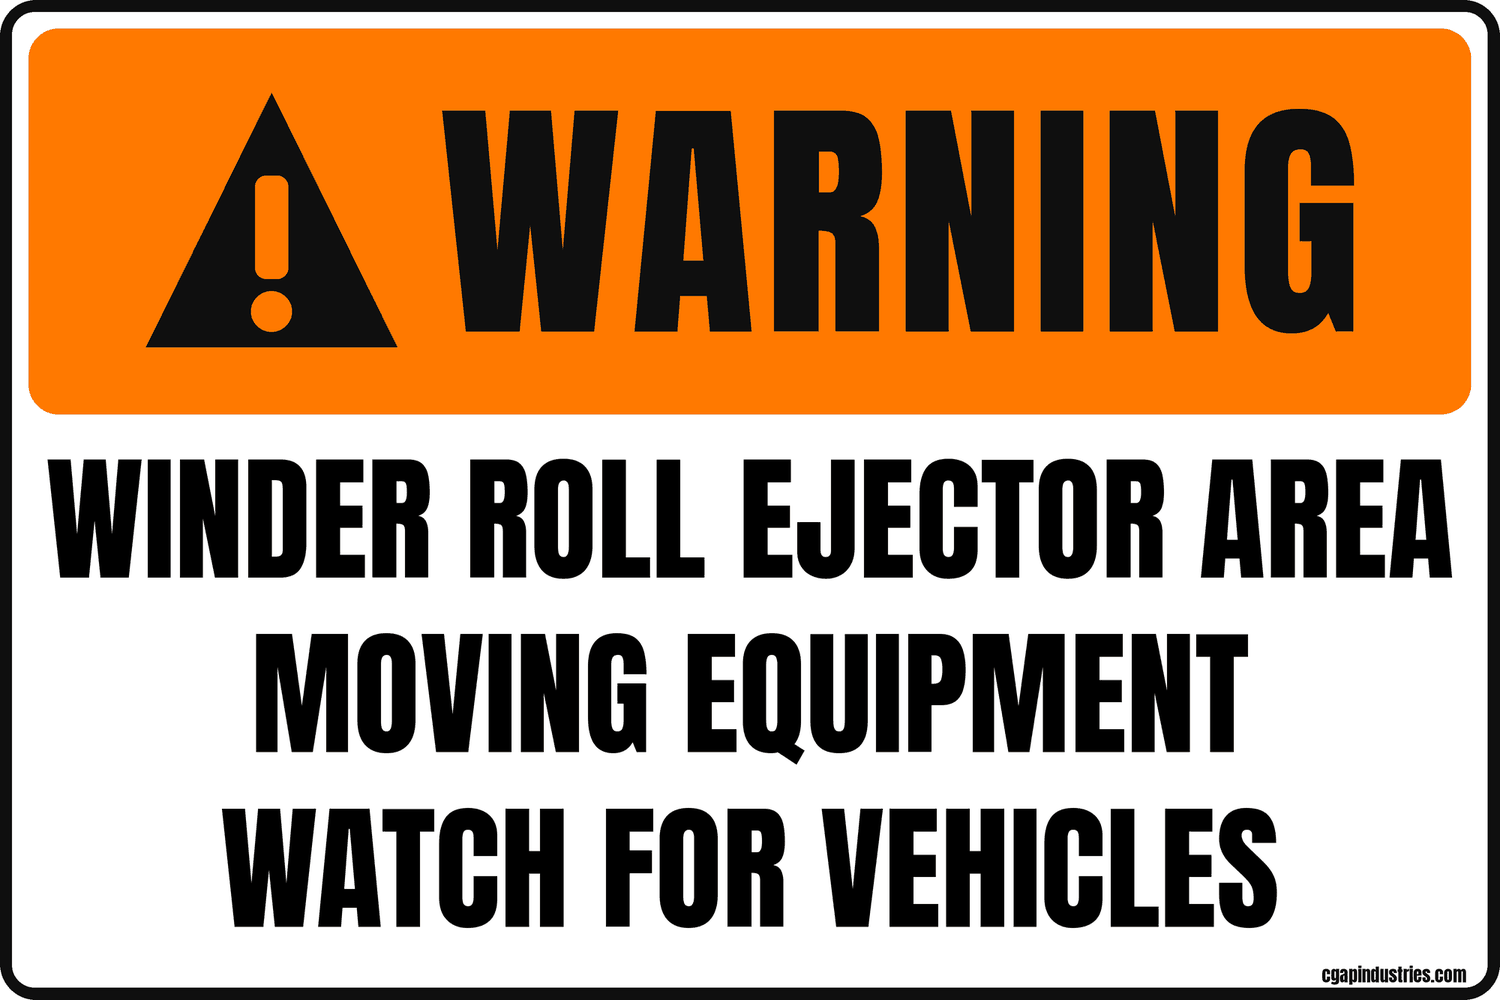 WARNING
WINDER ROLL EJECTOR AREA
MOVING EQUIPMENT
WATCH FOR VEHICLES
cgapindustries.com